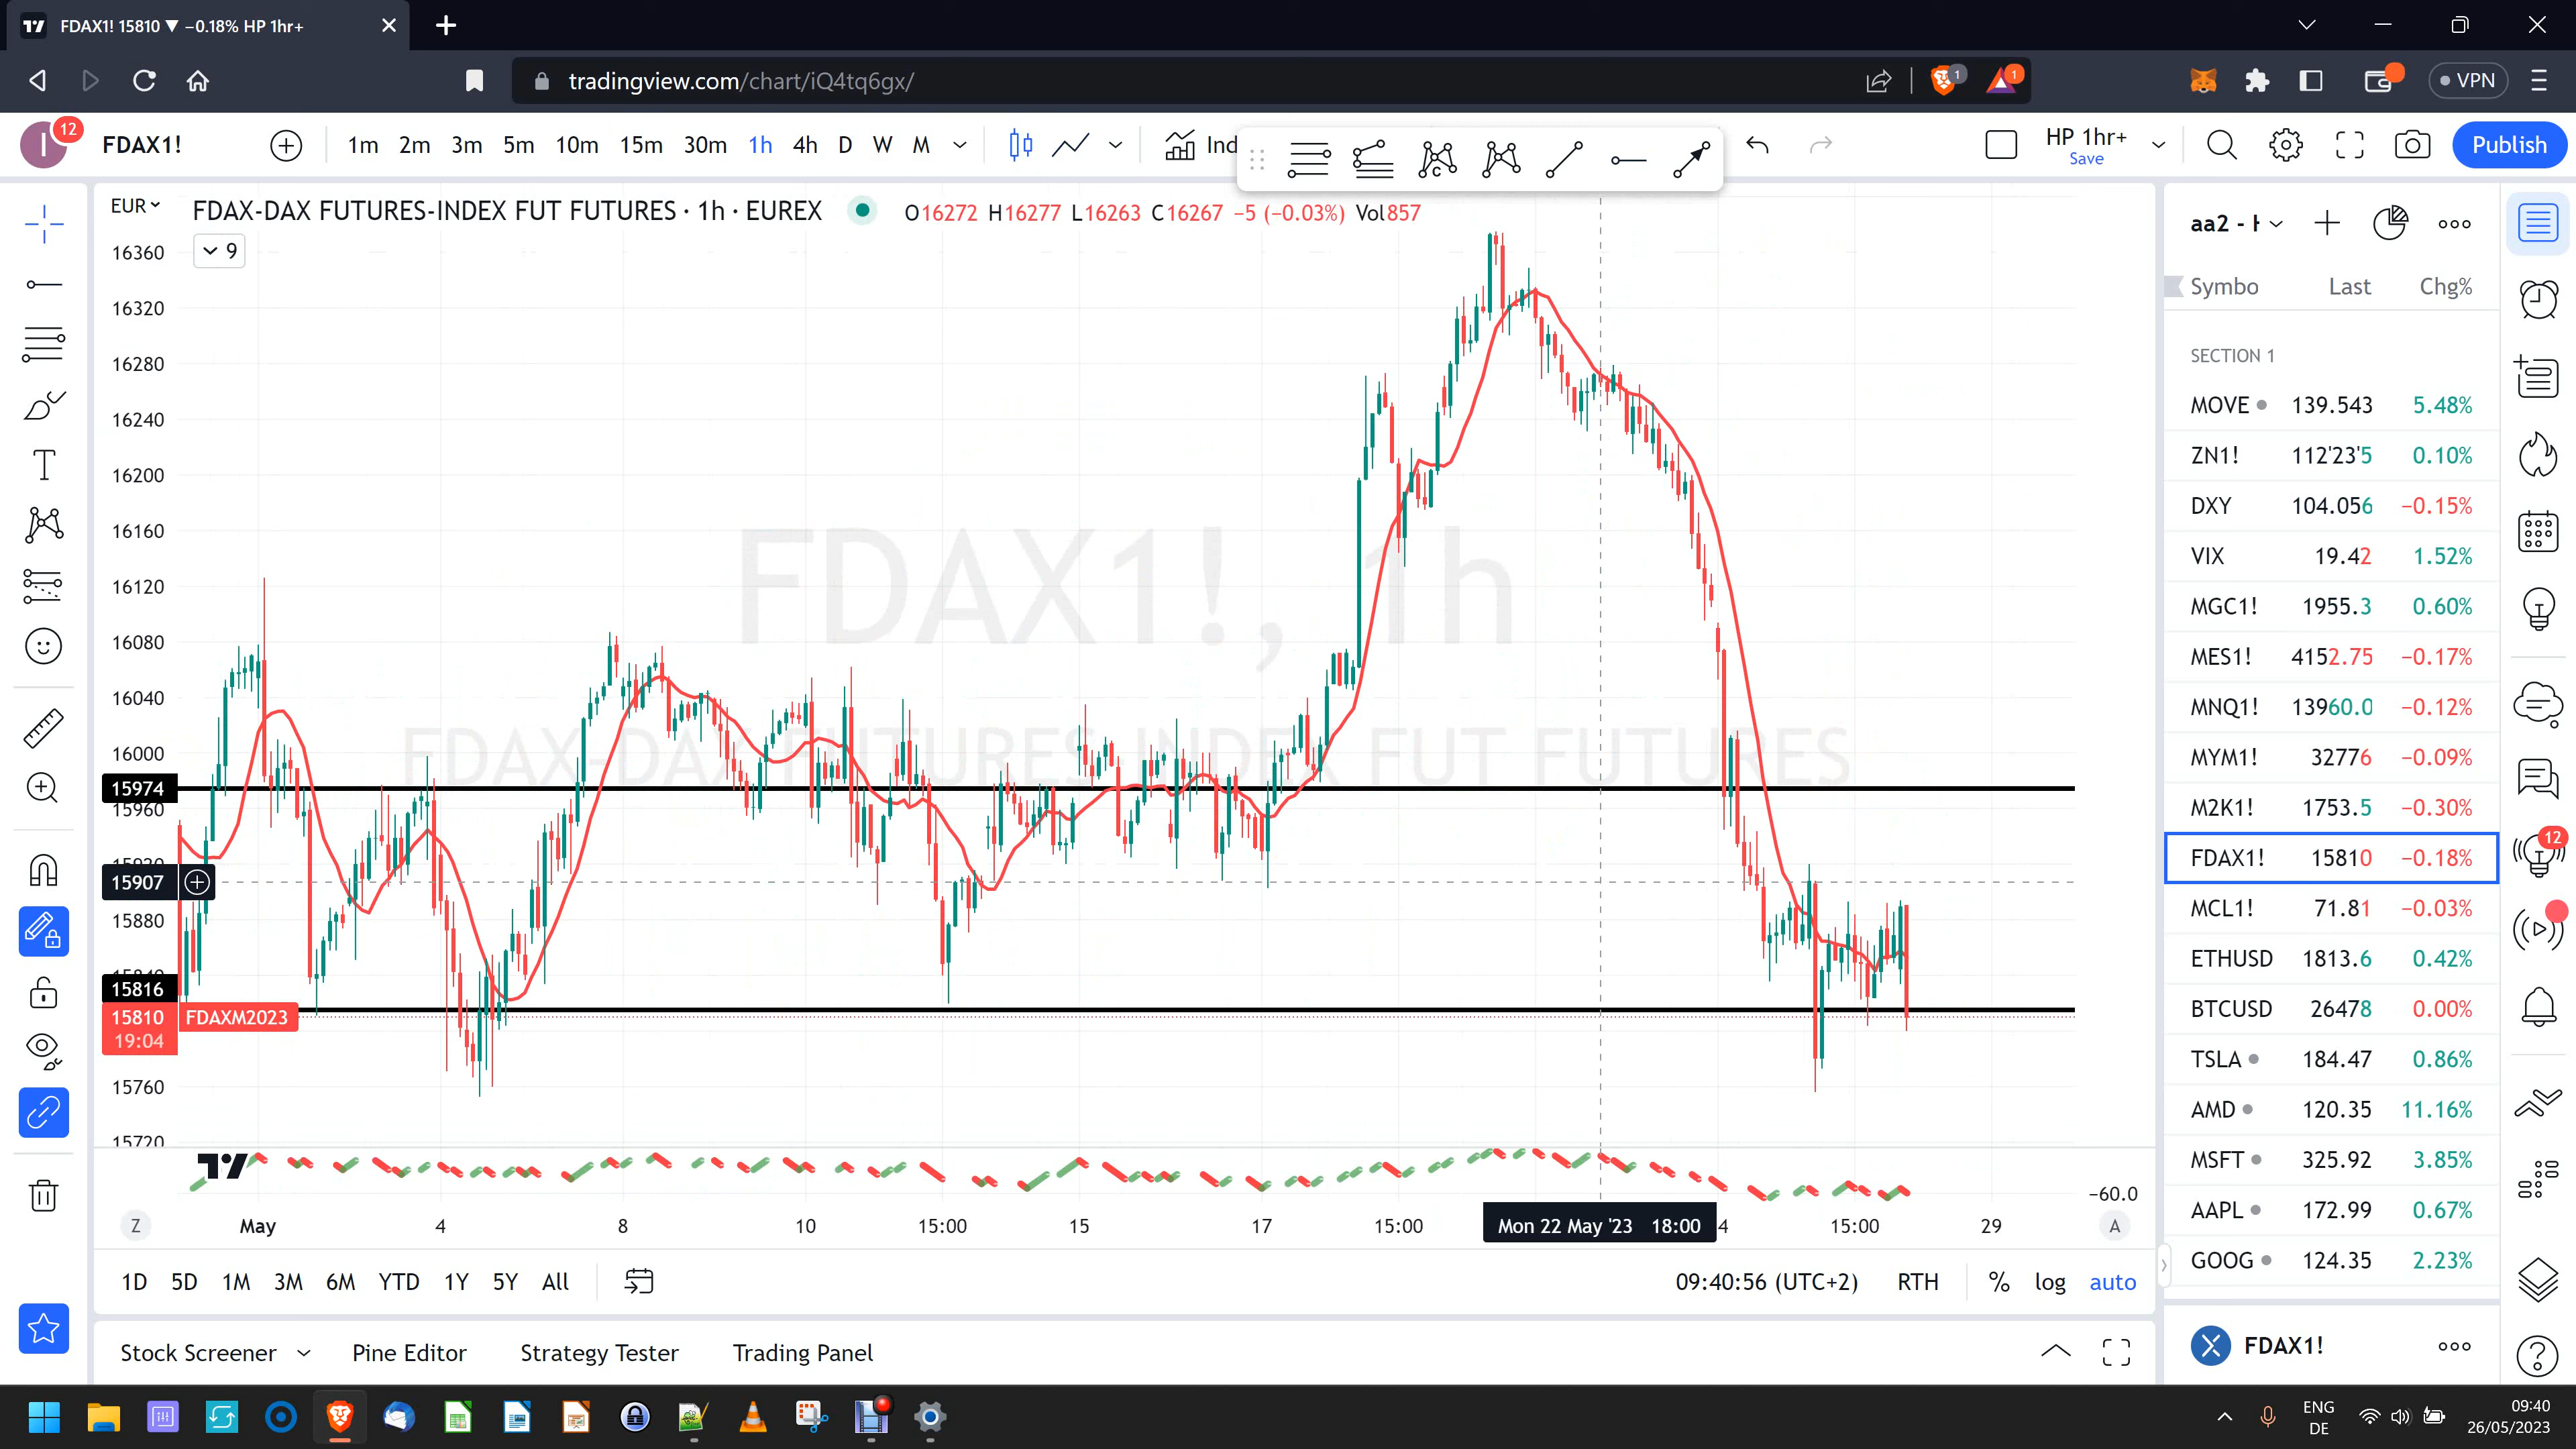 FDAX1! 15810 ▼ −0.18% HP 1hr+
tradingview.com/chart/iQ4tq6gx/
1
1
VPN
I
12
FDAX1!
1m 2m 3m 5m 10m 15m 30m 1h 4h D W M
Ind
HP 1hr+
Save
Publish
EUR
FDAX-DAX FUTURES-INDEX FUT FUTURES · 1h · EUREX
O16272 H16277 L16263 C16267 −5 (−0.03%) Vol857
9
16360
16320
16280
16240
16200
16160
16120
16080
16040
16000
15974
15960
15907
15880
15816
15810 FDAXM2023
19:04
15760
15720
FDAX1!, 1h
FDAX-DAX FUTURES-INDEX FUT FUTURES
−60.0
Z
May 4 8 10 15:00 15 17 15:00 Mon 22 May '23 18:00 4 15:00 29
A
1D 5D 1M 3M 6M YTD 1Y 5Y All
09:40:56 (UTC+2) RTH % log auto
Stock Screener Pine Editor Strategy Tester Trading Panel
aa2 -
Symbo Last Chg%
SECTION 1
MOVE 139.543 5.48%
ZN1! 112'23'5 0.10%
DXY 104.056 −0.15%
VIX 19.42 1.52%
MGC1! 1955.3 0.60%
MES1! 4152.75 −0.17%
MNQ1! 13960.0 −0.12%
MYM1! 32776 −0.09%
M2K1! 1753.5 −0.30%
FDAX1! 15810 −0.18%
MCL1! 71.81 −0.03%
ETHUSD 1813.6 0.42%
BTCUSD 26478 0.00%
TSLA 184.47 0.86%
AMD 120.35 11.16%
MSFT 325.92 3.85%
AAPL 172.99 0.67%
GOOG 124.35 2.23%
FDAX1!
12
ENG
DE
09:40
26/05/2023